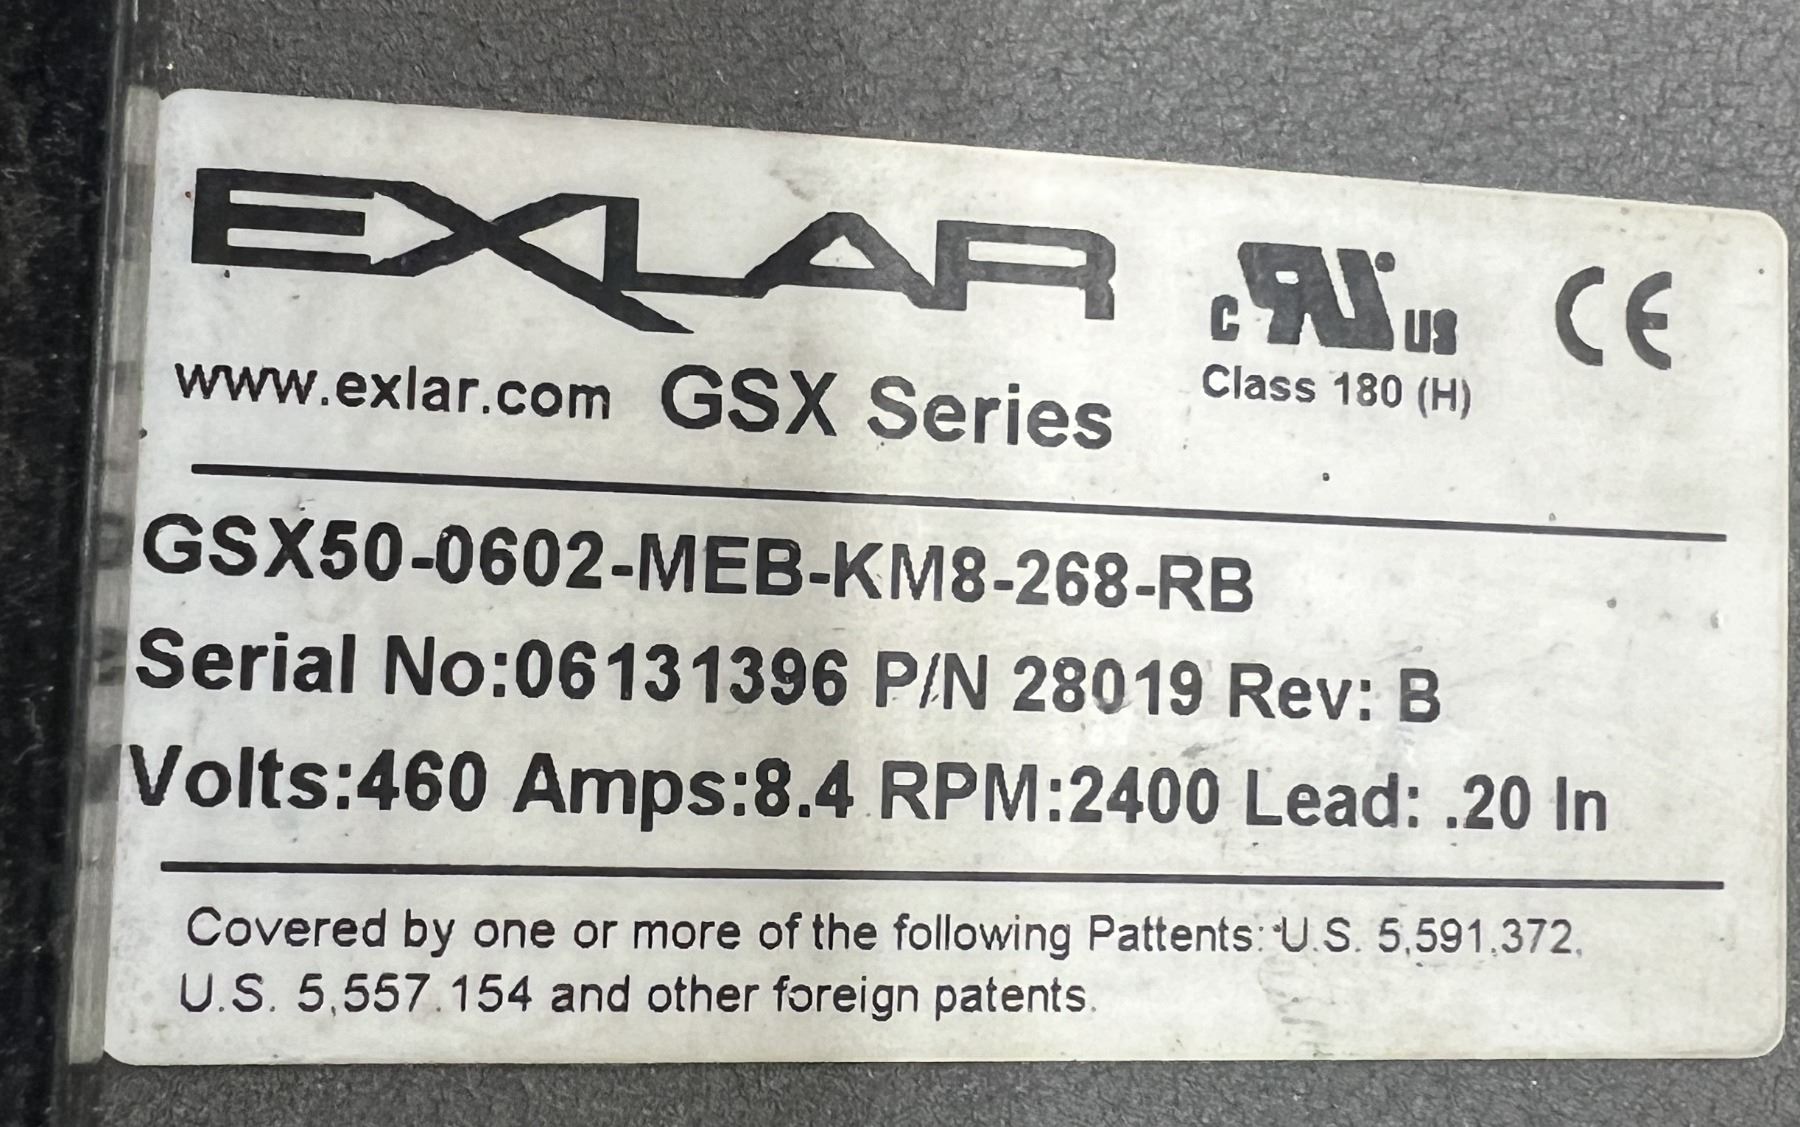 EXLAR
c RU US CE
www.exlar.com GSX Series
Class 180 (H)
GSX50-0602-MEB-KM8-268-RB
Serial No:06131396 P/N 28019 Rev: B
Volts:460 Amps:8.4 RPM:2400 Lead: .20 In
Covered by one or more of the following Pattents: U.S. 5,591,372,
U.S. 5,557.154 and other foreign patents.